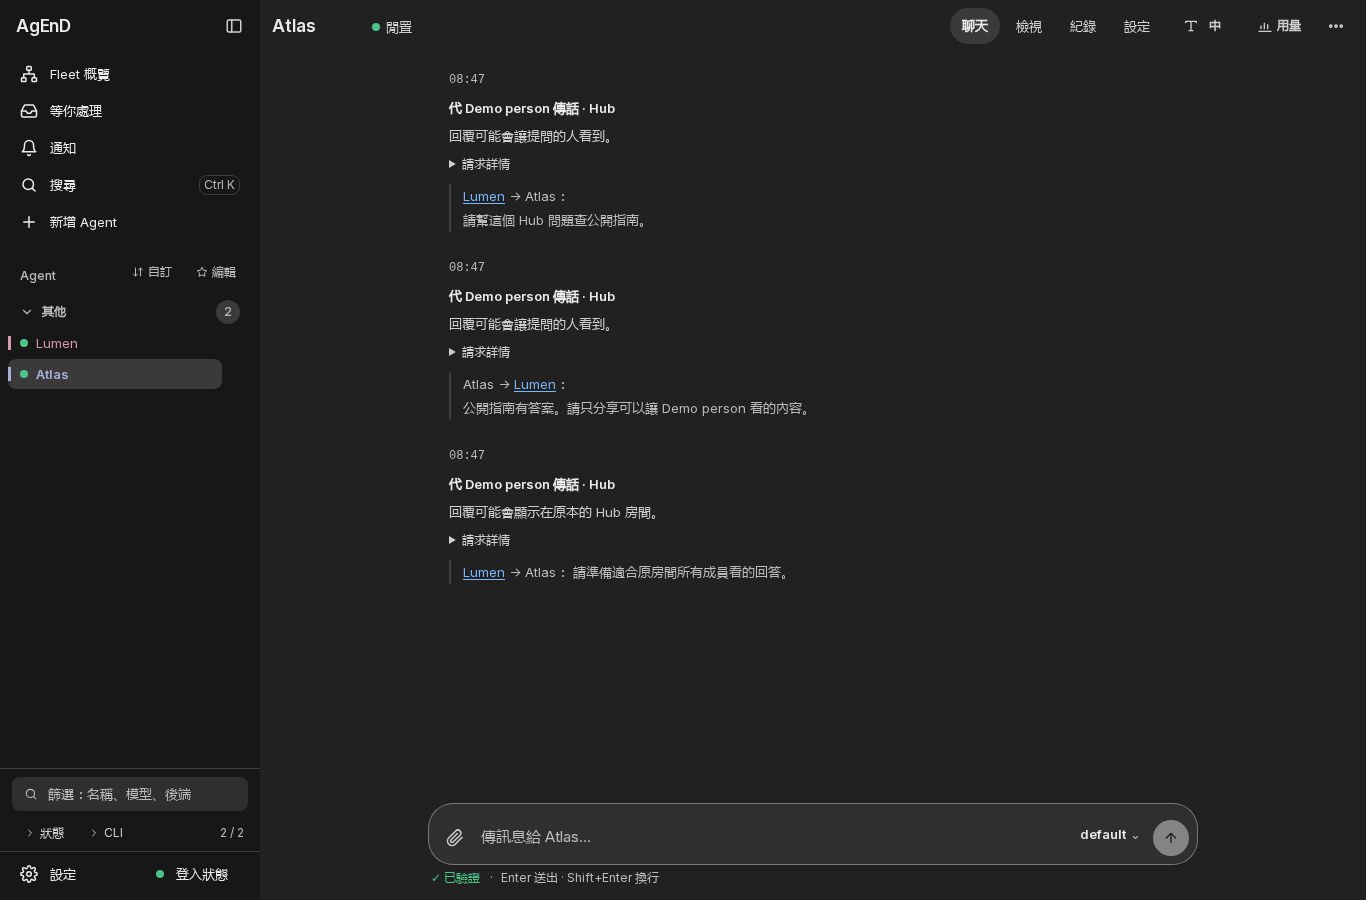 AgEnD
Fleet 概覽
等你處理
通知
搜尋 Ctrl K
新增 Agent
Agent 自訂 編輯
其他 2
Lumen
Atlas
篩選：名稱、模型、後端
狀態 CLI 2 / 2
設定 登入狀態
Atlas 閒置 聊天 檢視 紀錄 設定 中 用量
08:47
代 Demo person 傳話 · Hub
回覆可能會讓提問的人看到。
請求詳情
Lumen → Atlas：
請幫這個 Hub 問題查公開指南。
08:47
代 Demo person 傳話 · Hub
回覆可能會讓提問的人看到。
請求詳情
Atlas → Lumen：
公開指南有答案。請只分享可以讓 Demo person 看的內容。
08:47
代 Demo person 傳話 · Hub
回覆可能會顯示在原本的 Hub 房間。
請求詳情
Lumen → Atlas： 請準備適合原房間所有成員看的回答。
傳訊息給 Atlas... default
✓ 已驗證 · Enter 送出 · Shift+Enter 換行